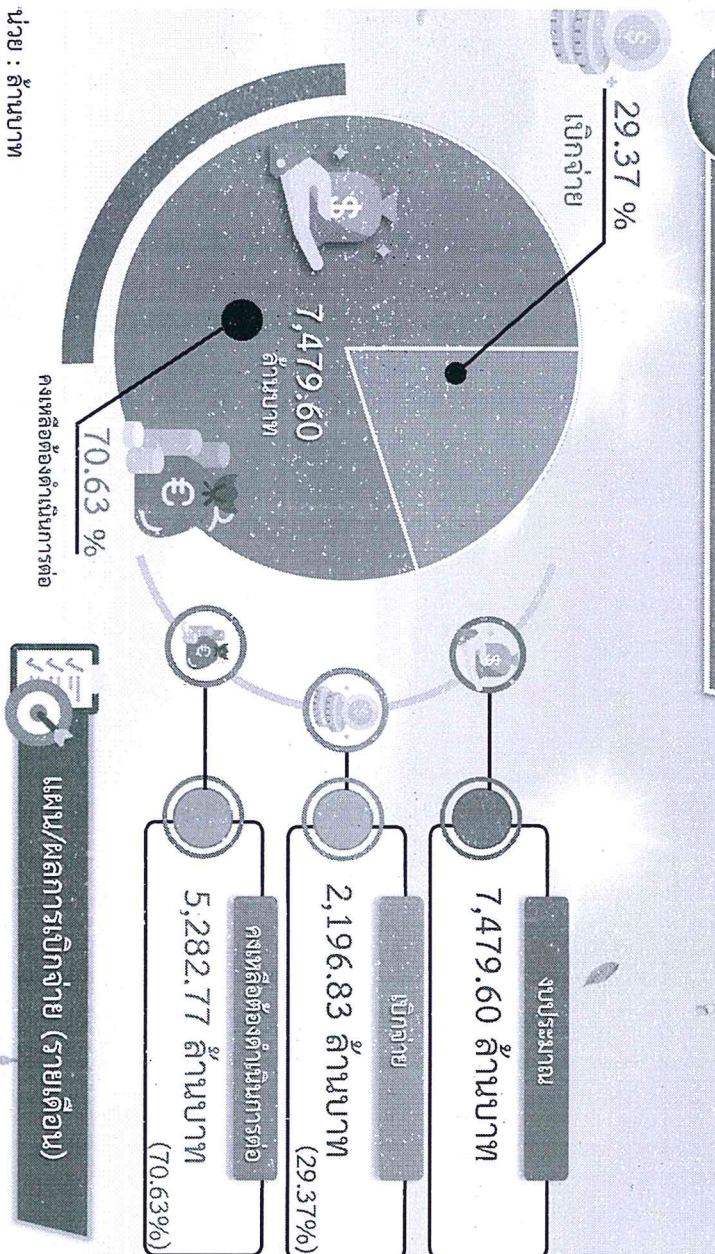 29.37 %
เบิกจ่าย
7,479.60
ล้านบาท
70.63 %
คงเหลือต้องดำเนินการต่อ
งบประมาณ
7,479.60 ล้านบาท
เบิกจ่าย
2,196.83 ล้านบาท
(29.37%)
คงเหลือต้องดำเนินการต่อ
5,282.77 ล้านบาท
(70.63%)
แผน/ผลการเบิกจ่าย (รายเดือน)
น่วย : ล้านบาท